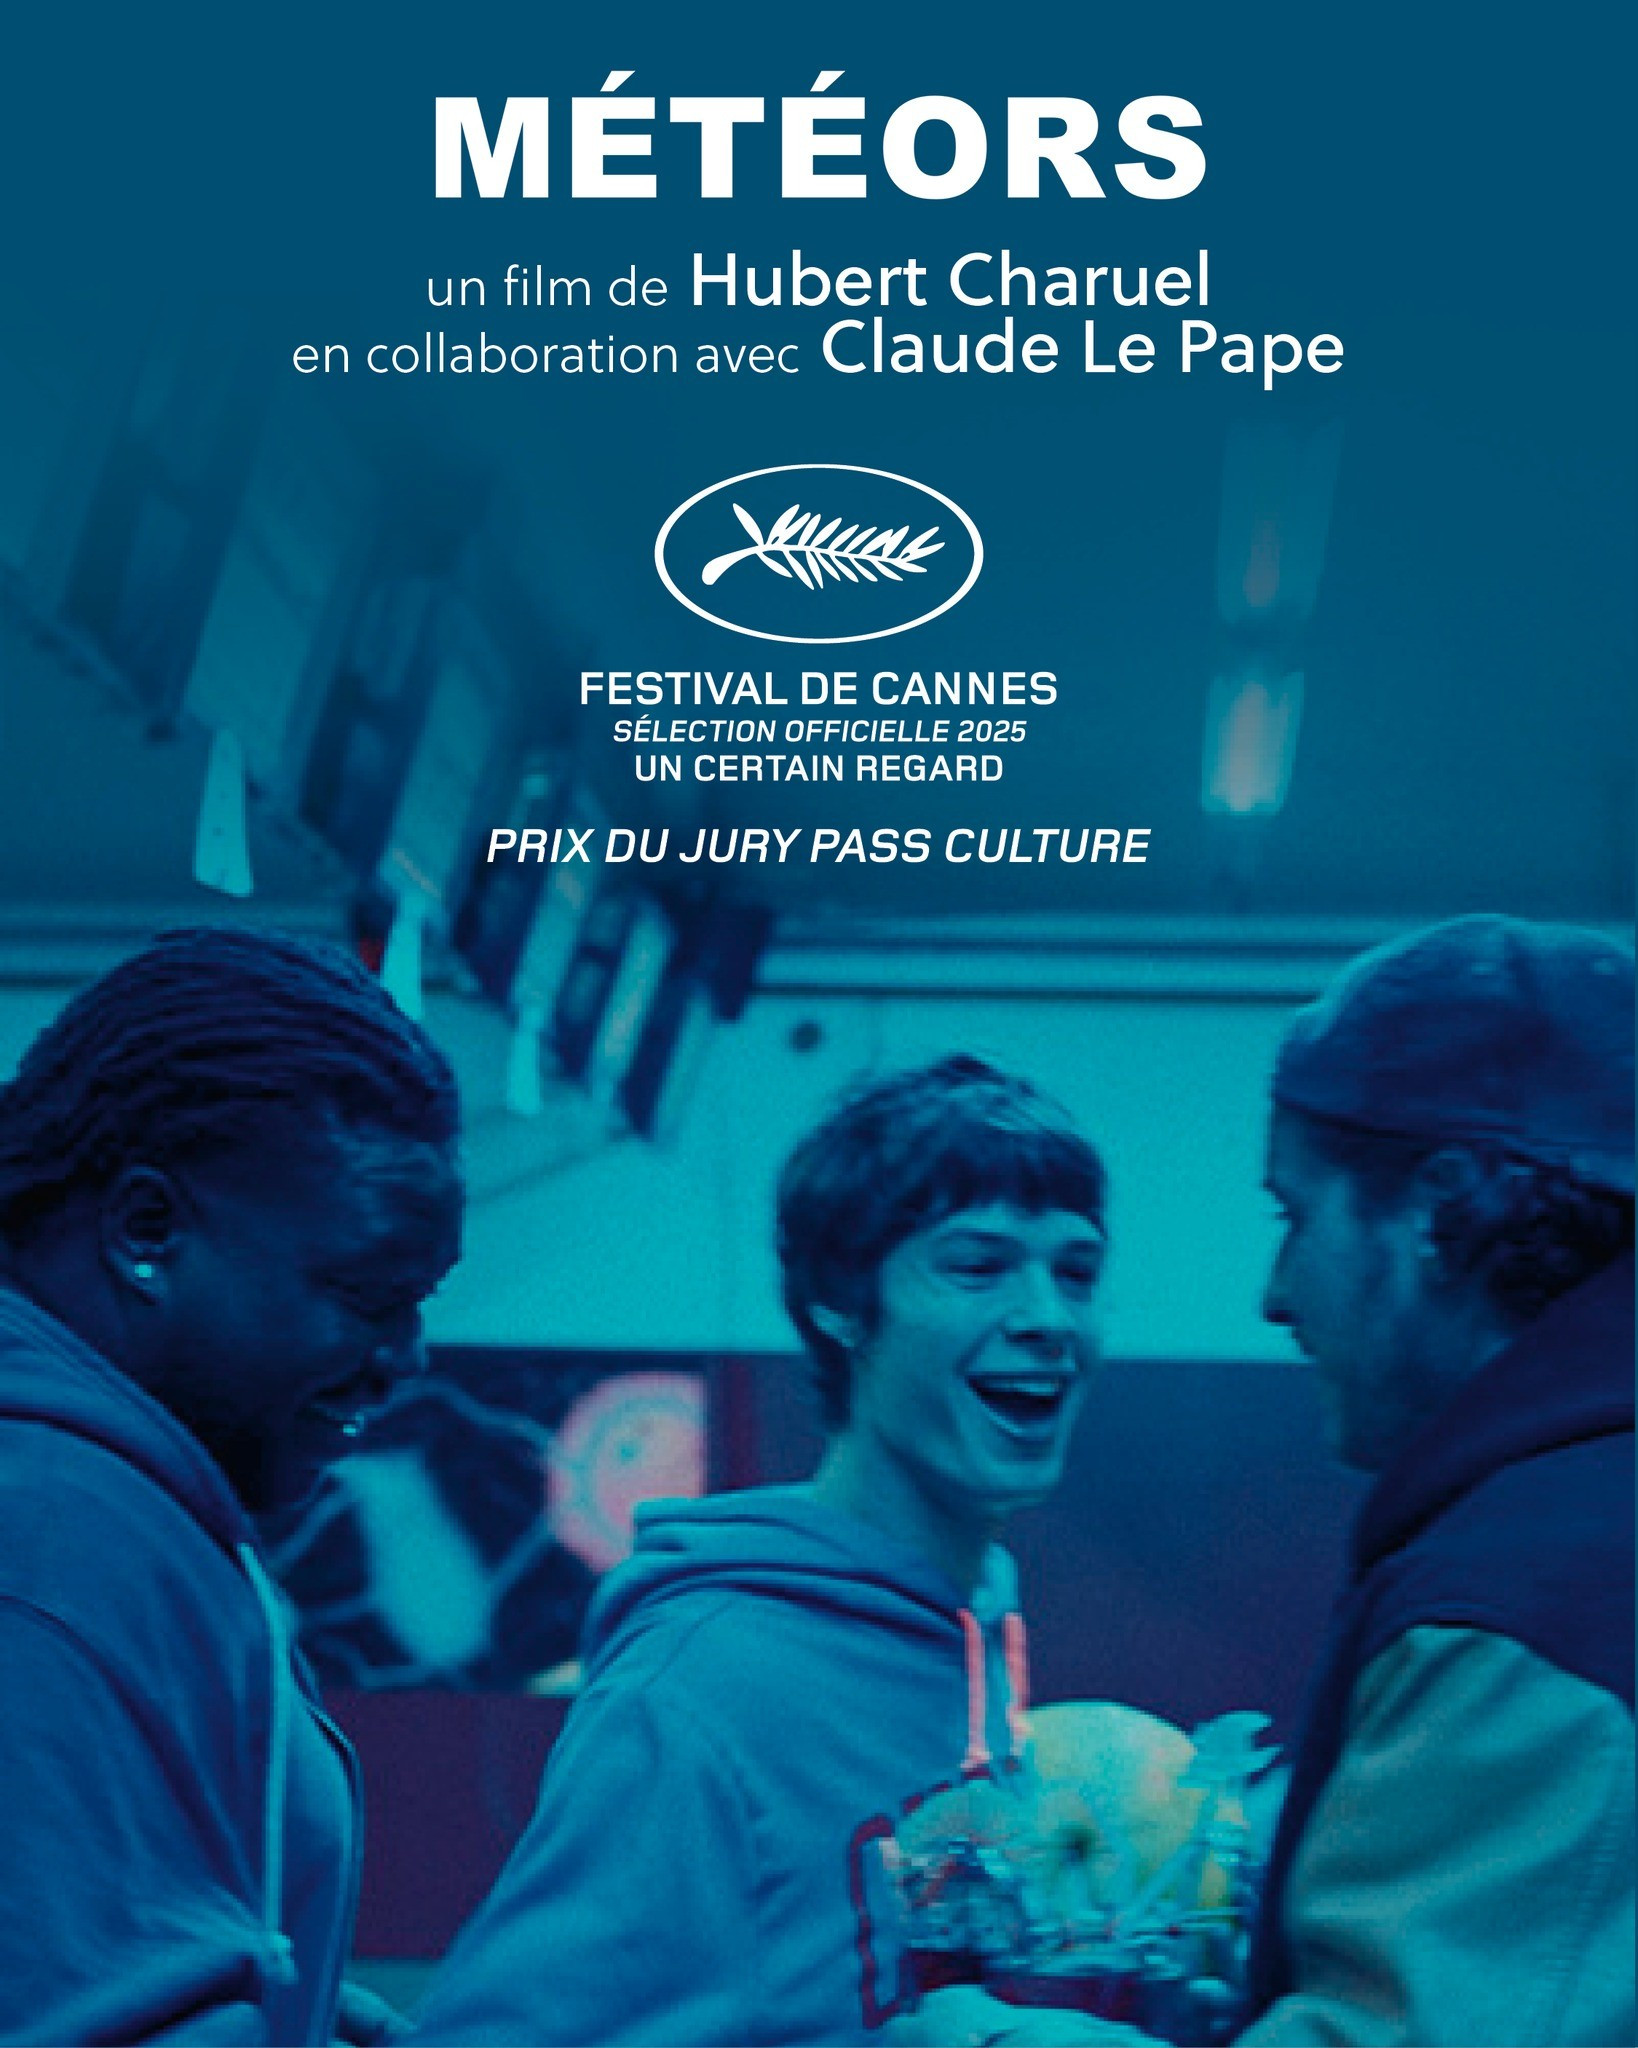 MÉTÉORS
un film de Hubert Charuel
en collaboration avec Claude Le Pape
FESTIVAL DE CANNES
SÉLECTION OFFICIELLE 2025
UN CERTAIN REGARD
PRIX DU JURY PASS CULTURE